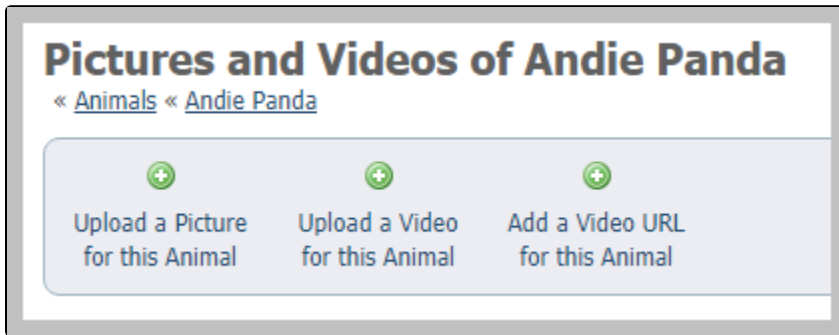 Pictures and Videos of Andie Panda
« Animals « Andie Panda
Upload a Picture
for this Animal
Upload a Video
for this Animal
Add a Video URL
for this Animal